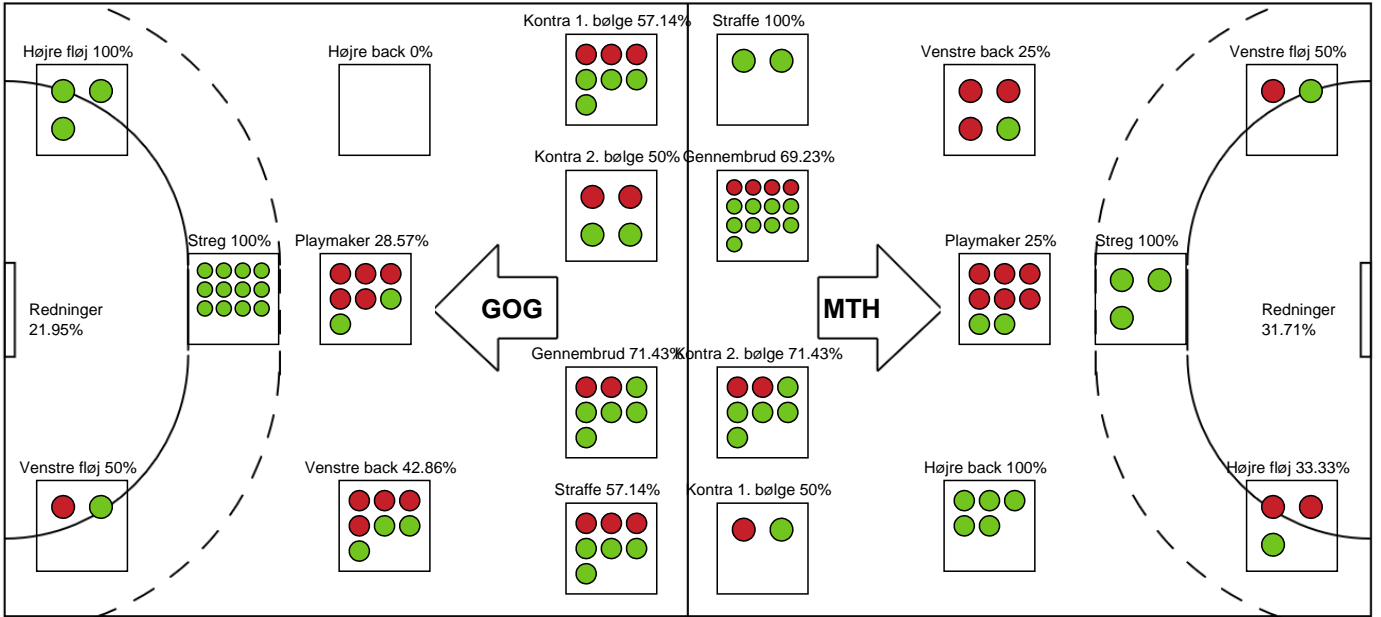 Kontra 1. bølge 57.14%
Straffe 100%
Højre fløj 100%
Højre back 0%
Venstre back 25%
Venstre fløj 50%
Kontra 2. bølge 50%
Gennembrud 69.23%
Streg 100%
Playmaker 28.57%
Playmaker 25%
Streg 100%
Redninger
21.95%
GOG
MTH
Redninger
31.71%
Gennembrud 71.43%
Kontra 2. bølge 71.43%
Venstre fløj 50%
Venstre back 42.86%
Højre back 100%
Højre fløj 33.33%
Straffe 57.14%
Kontra 1. bølge 50%